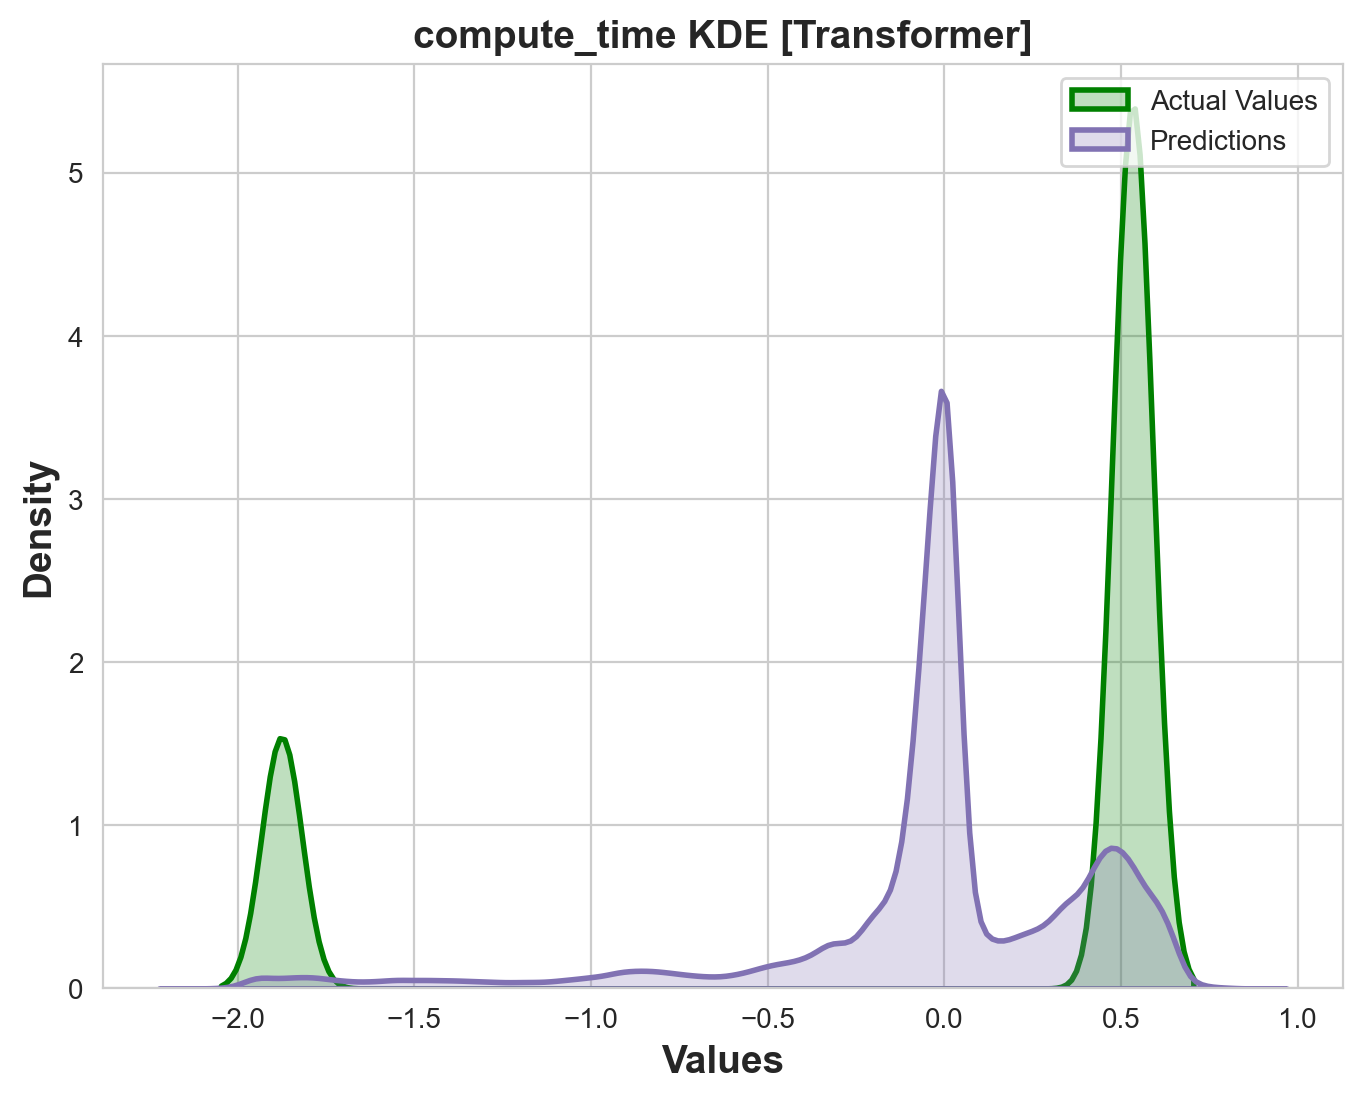 compute_time KDE [Transformer]
Actual Values
Predictions
5
4
3
2
1
0
Density
−2.0
−1.5
−1.0
−0.5
0.0
0.5
1.0
Values